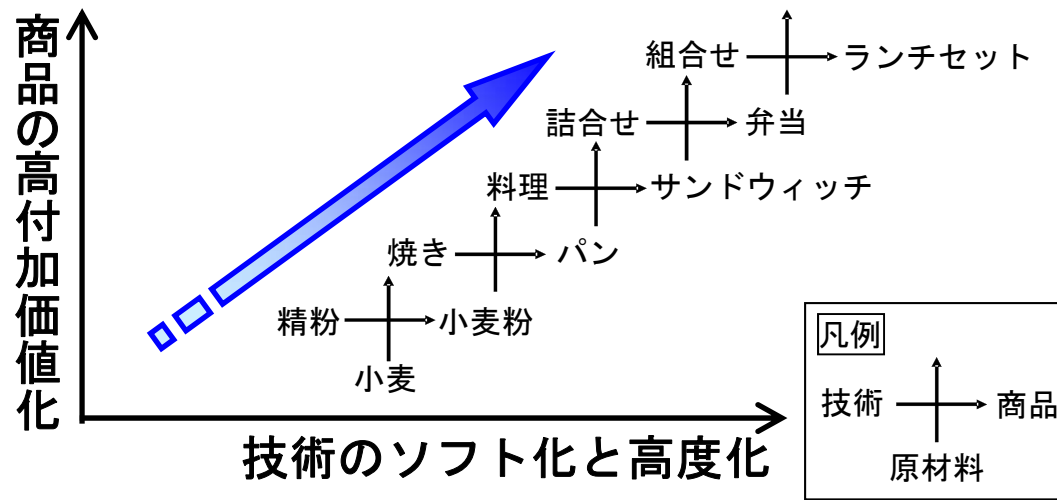 商品の高付加価値化
組合せ
ランチセット
詰合せ
弁当
料理
サンドウィッチ
焼き
パン
精粉
小麦粉
小麦
技術のソフト化と高度化
凡例
技術
商品
原材料